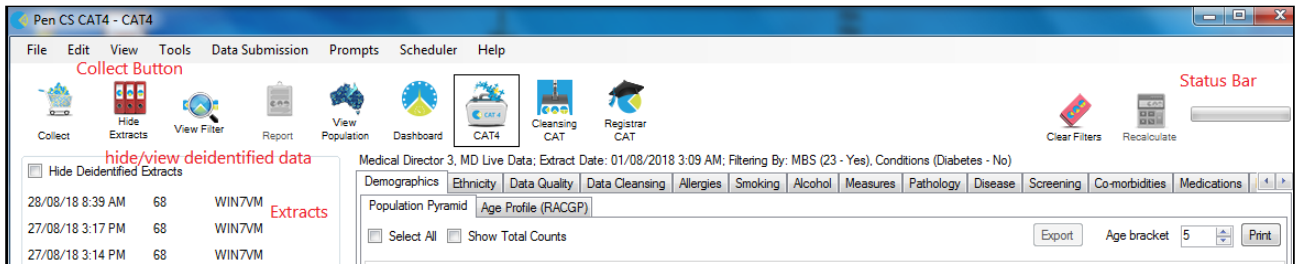 Pen CS CAT4 - CAT4
File Edit View Tools Data Submission Prompts Scheduler Help
Collect Button
Status Bar
Collect
Hide Extracts
View Filter
Report
View Population
Dashboard
CAT 4
CAT4
Cleansing CAT
Registrar CAT
Clear Filters
Recalculate
hide/view deidentified data
Hide Deidentified Extracts
Medical Director 3, MD Live Data; Extract Date: 01/08/2018 3:09 AM; Filtering By: MBS (23 - Yes), Conditions (Diabetes - No)
Demographics Ethnicity Data Quality Data Cleansing Allergies Smoking Alcohol Measures Pathology Disease Screening Co-morbidities Medications
Population Pyramid Age Profile (RACGP)
Select All Show Total Counts Export Age bracket 5 Print
28/08/18 8:39 AM 68 WIN7VM
Extracts
27/08/18 3:17 PM 68 WIN7VM
27/08/18 3:14 PM 68 WIN7VM